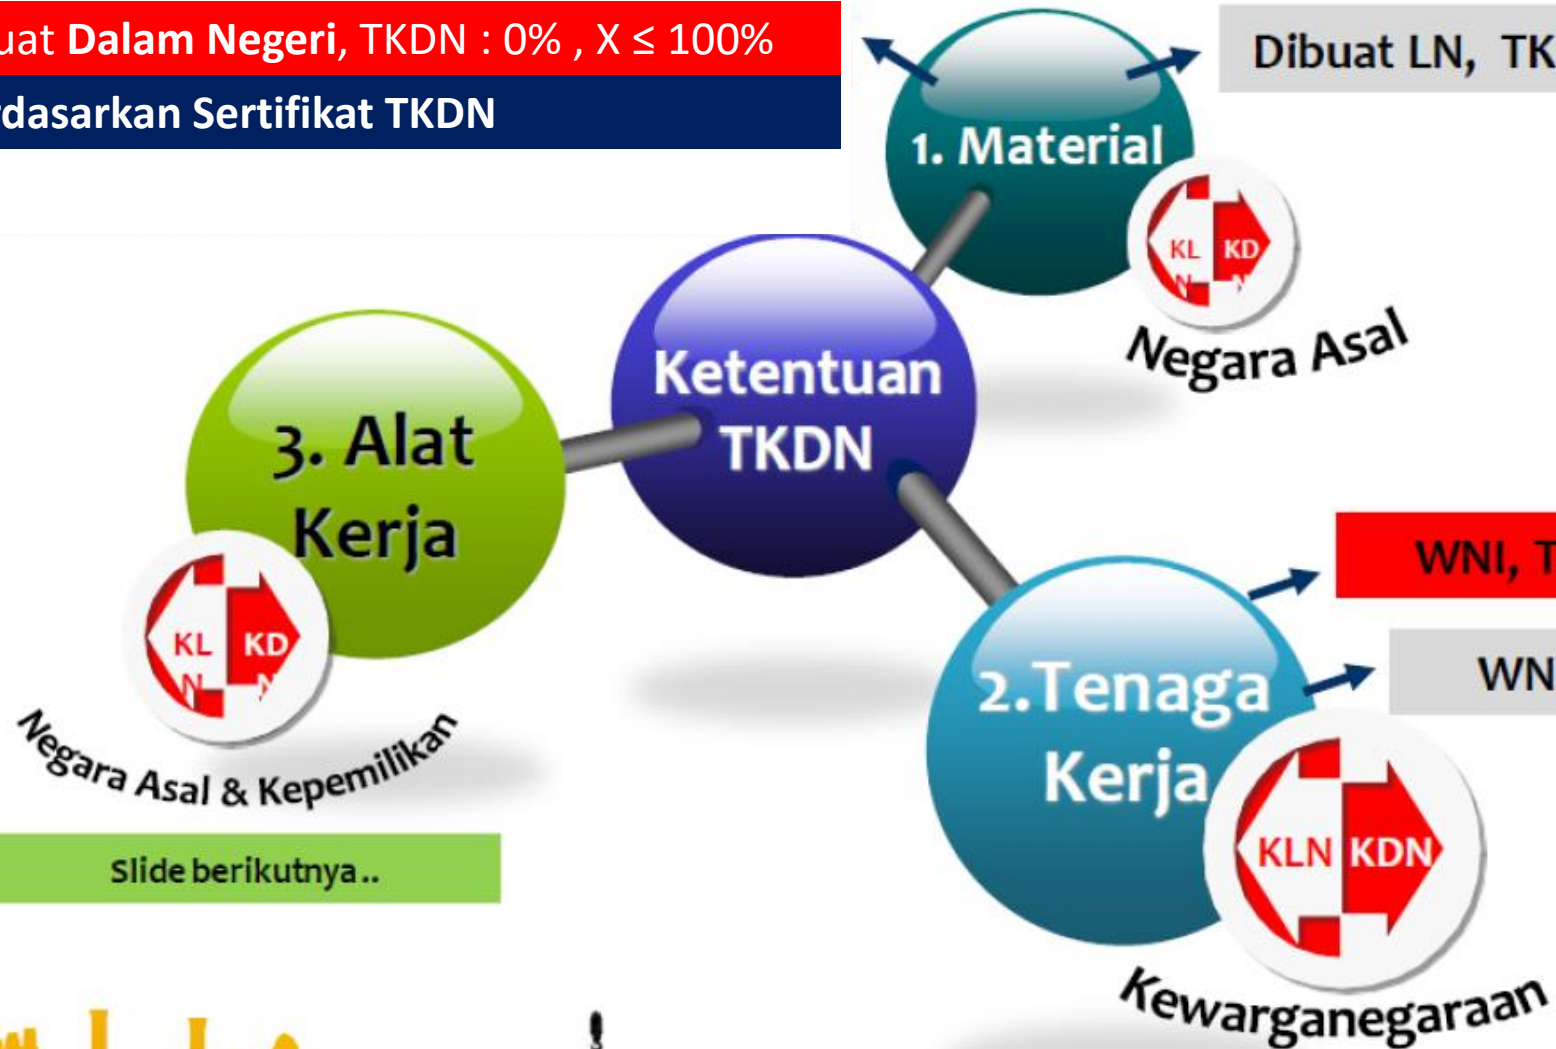 uat Dalam Negeri, TKDN : 0% , X ≤ 100%
rdasarkan Sertifikat TKDN
Dibuat LN, TK
1. Material
KL KD
N N
Negara Asal
Ketentuan
TKDN
3. Alat
Kerja
KL KD
N N
Negara Asal & Kepemilikan
Slide berikutnya..
WNI, T
WN
2.Tenaga
Kerja
KLN KDN
Kewarganegaraan